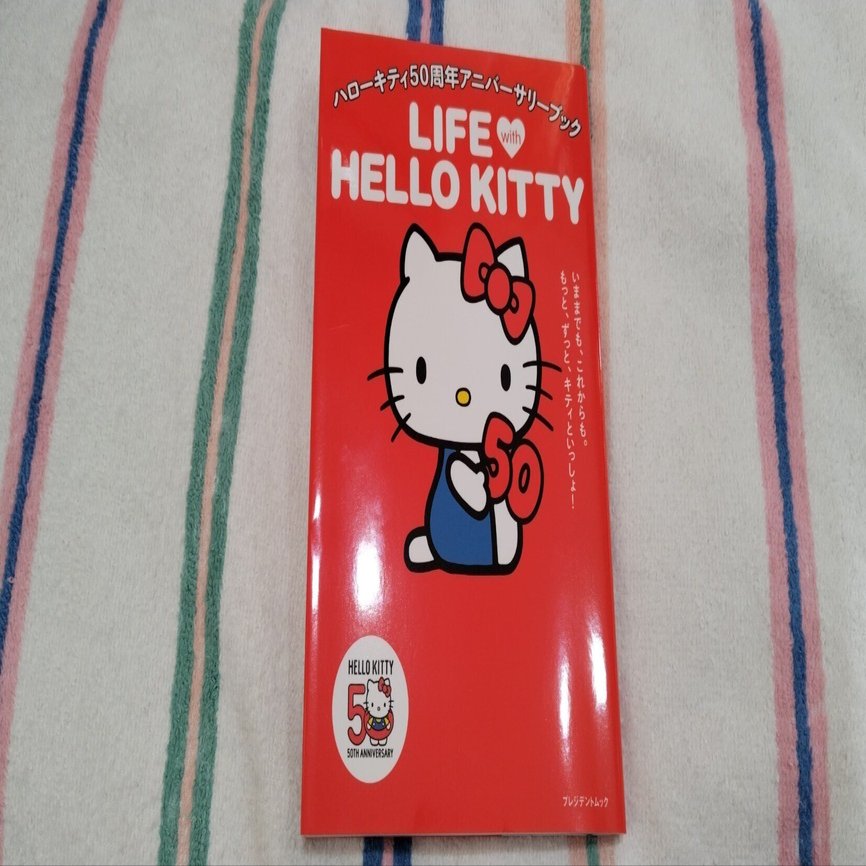 ハローキティ50周年アニバーサリーブック
LIFE with
HELLO KITTY
いままでも、これからも。
もっと、ずっと、キティといっしょ!
50
HELLO KITTY
50
50TH ANNIVERSARY
プレジデントムック